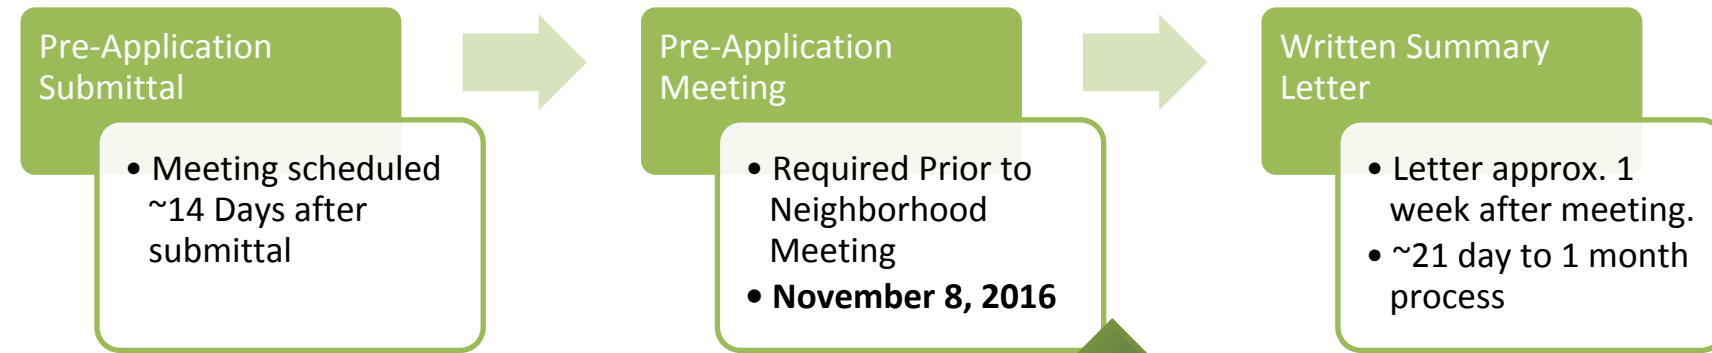 Pre-Application
Submittal
• Meeting scheduled
~14 Days after
submittal
Pre-Application
Meeting
• Required Prior to
Neighborhood
Meeting
• November 8, 2016
Written Summary
Letter
• Letter approx. 1
week after meeting.
• ~21 day to 1 month
process